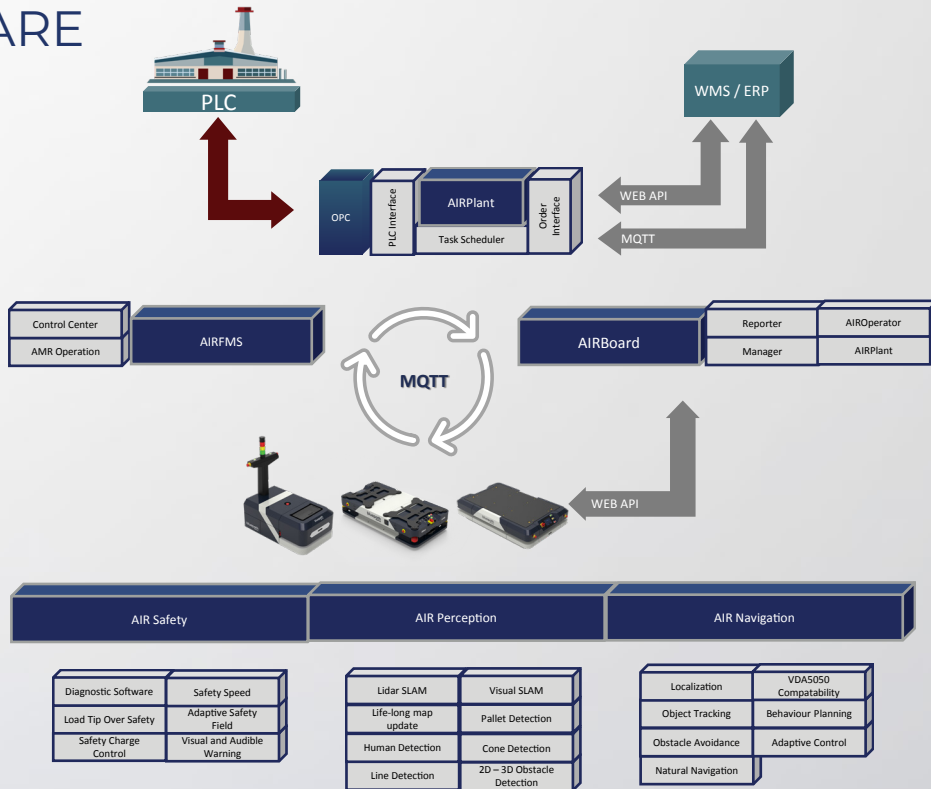 ARE
PLC
WMS / ERP
OPC
PLC Interface
AIRPlant
Task Scheduler
Order
Interface
WEB API
MQTT
Control Center
AMR Operation
AIRFMS
MQTT
AIRBoard
Reporter
AIROperator
Manager
AIRPlant
WEB API
AIR Safety
AIR Perception
AIR Navigation
Diagnostic Software
Safety Speed
Load Tip Over Safety
Adaptive Safety
Field
Safety Charge
Control
Visual and Audible
Warning
Lidar SLAM
Visual SLAM
Life-long map
update
Pallet Detection
Human Detection
Cone Detection
Line Detection
2D – 3D Obstacle
Detection
Localization
VDA5050
Compatability
Object Tracking
Behaviour Planning
Obstacle Avoidance
Adaptive Control
Natural Navigation